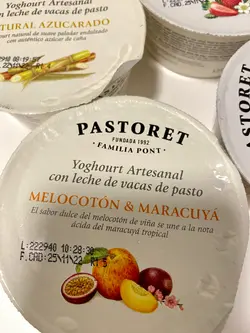 Yoghourt Artesanal
con leche de vacas de pasto
NATURAL AZUCARADO
PASTORET
FUNDADA 1992
FAMILIA PONT
Yoghourt Artesanal
con leche de vacas de pasto
MELOCOTÓN & MARACUYÁ
El sabor dulce del melocotón de viña se une a la nota
ácida del maracuyá tropical
L:222940 10:28:30
F.CAD:25/11/22